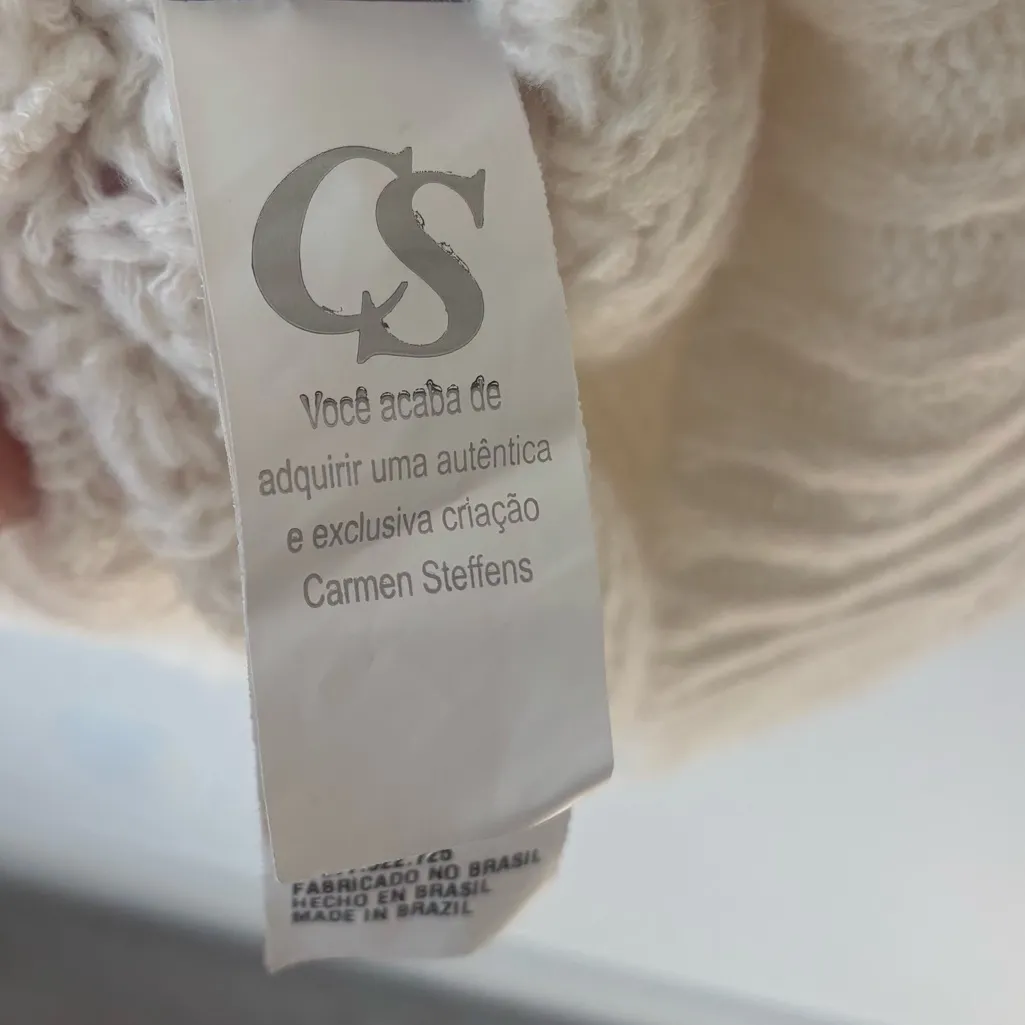 CS
Você acaba de
adquirir uma autêntica
e exclusiva criação
Carmen Steffens
FABRICADO NO BRASIL
HECHO EN BRASIL
MADE IN BRAZIL